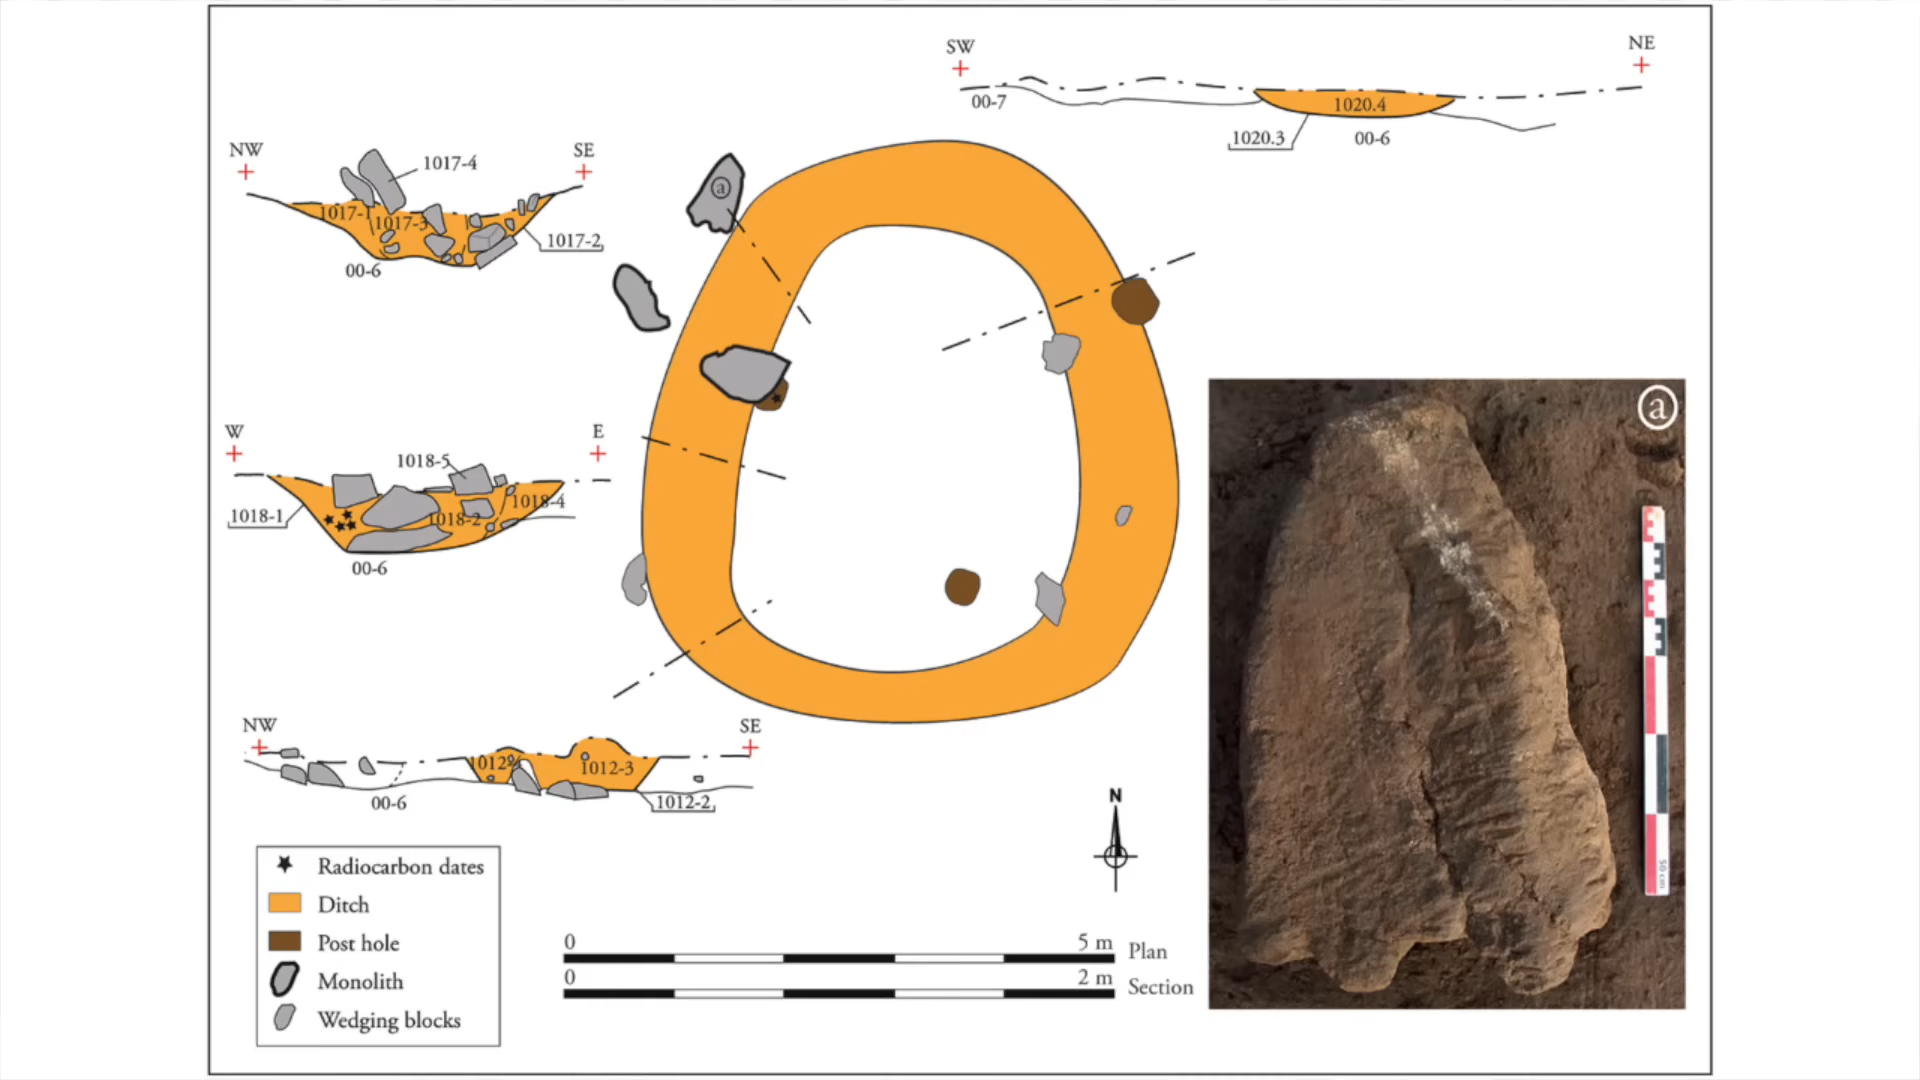 SW
NE
00-7
1020.4
1020.3
00-6
NW
SE
1017-4
1017-1
1017-3
1017-2
00-6
a
W
E
1018-5
1018-4
1018-1
1018-2
00-6
a
NW
SE
1012-3
00-6
1012-2
N
Radiocarbon dates
Ditch
Post hole
Monolith
Wedging blocks
0 5 m Plan
0 2 m Section
50 cm